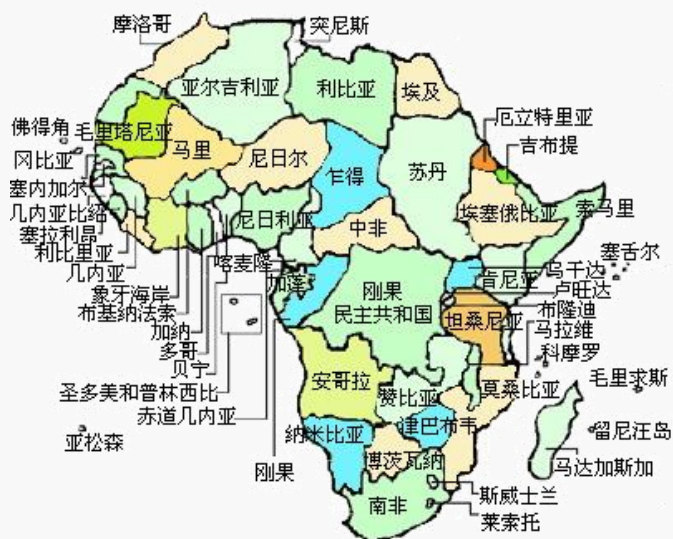 摩洛哥
突尼斯
亚尔吉利亚
利比亚
埃及
佛得角
毛里塔尼亚
厄立特里亚
冈比亚
马里
尼日尔
乍得
苏丹
吉布提
塞内加尔
几内亚比绍
尼日利亚
埃塞俄比亚
索马里
塞拉利昂
中非
利比里亚
喀麦隆
塞舌尔
几内亚
加蓬
肯尼亚
乌干达
象牙海岸
刚果
民主共和国
卢旺达
布基纳法索
布隆迪
加纳
坦桑尼亚
马拉维
多哥
科摩罗
贝宁
圣多美和普林西比
安哥拉
赞比亚
莫桑比亚
毛里求斯
赤道几内亚
亚松森
纳米比亚
津巴布韦
留尼汪岛
刚果
博茨瓦纳
马达加斯加
斯威士兰
南非
莱索托